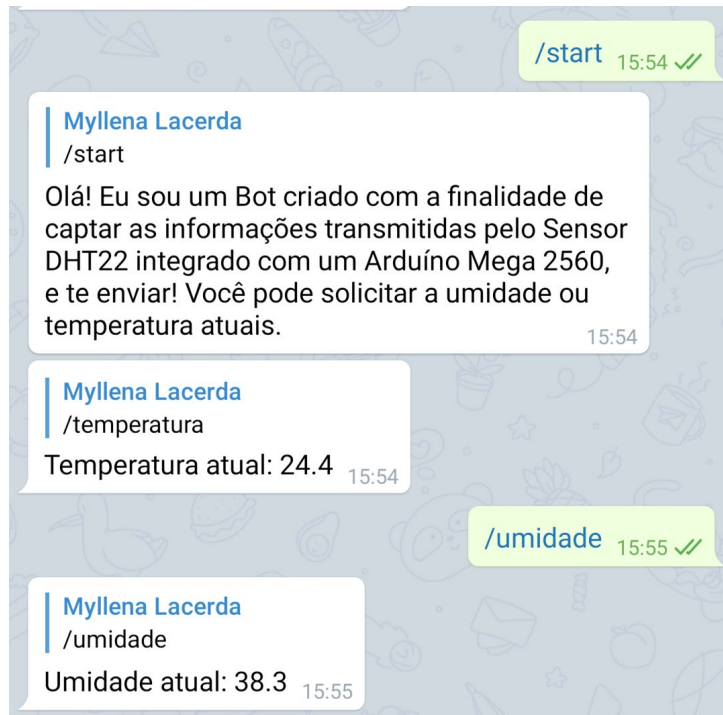 /start 15:54
Myllena Lacerda
/start
Olá! Eu sou um Bot criado com a finalidade de
captar as informações transmitidas pelo Sensor
DHT22 integrado com um Arduíno Mega 2560,
e te enviar! Você pode solicitar a umidade ou
temperatura atuais. 15:54
Myllena Lacerda
/temperatura
Temperatura atual: 24.4 15:54
/umidade 15:55
Myllena Lacerda
/umidade
Umidade atual: 38.3 15:55